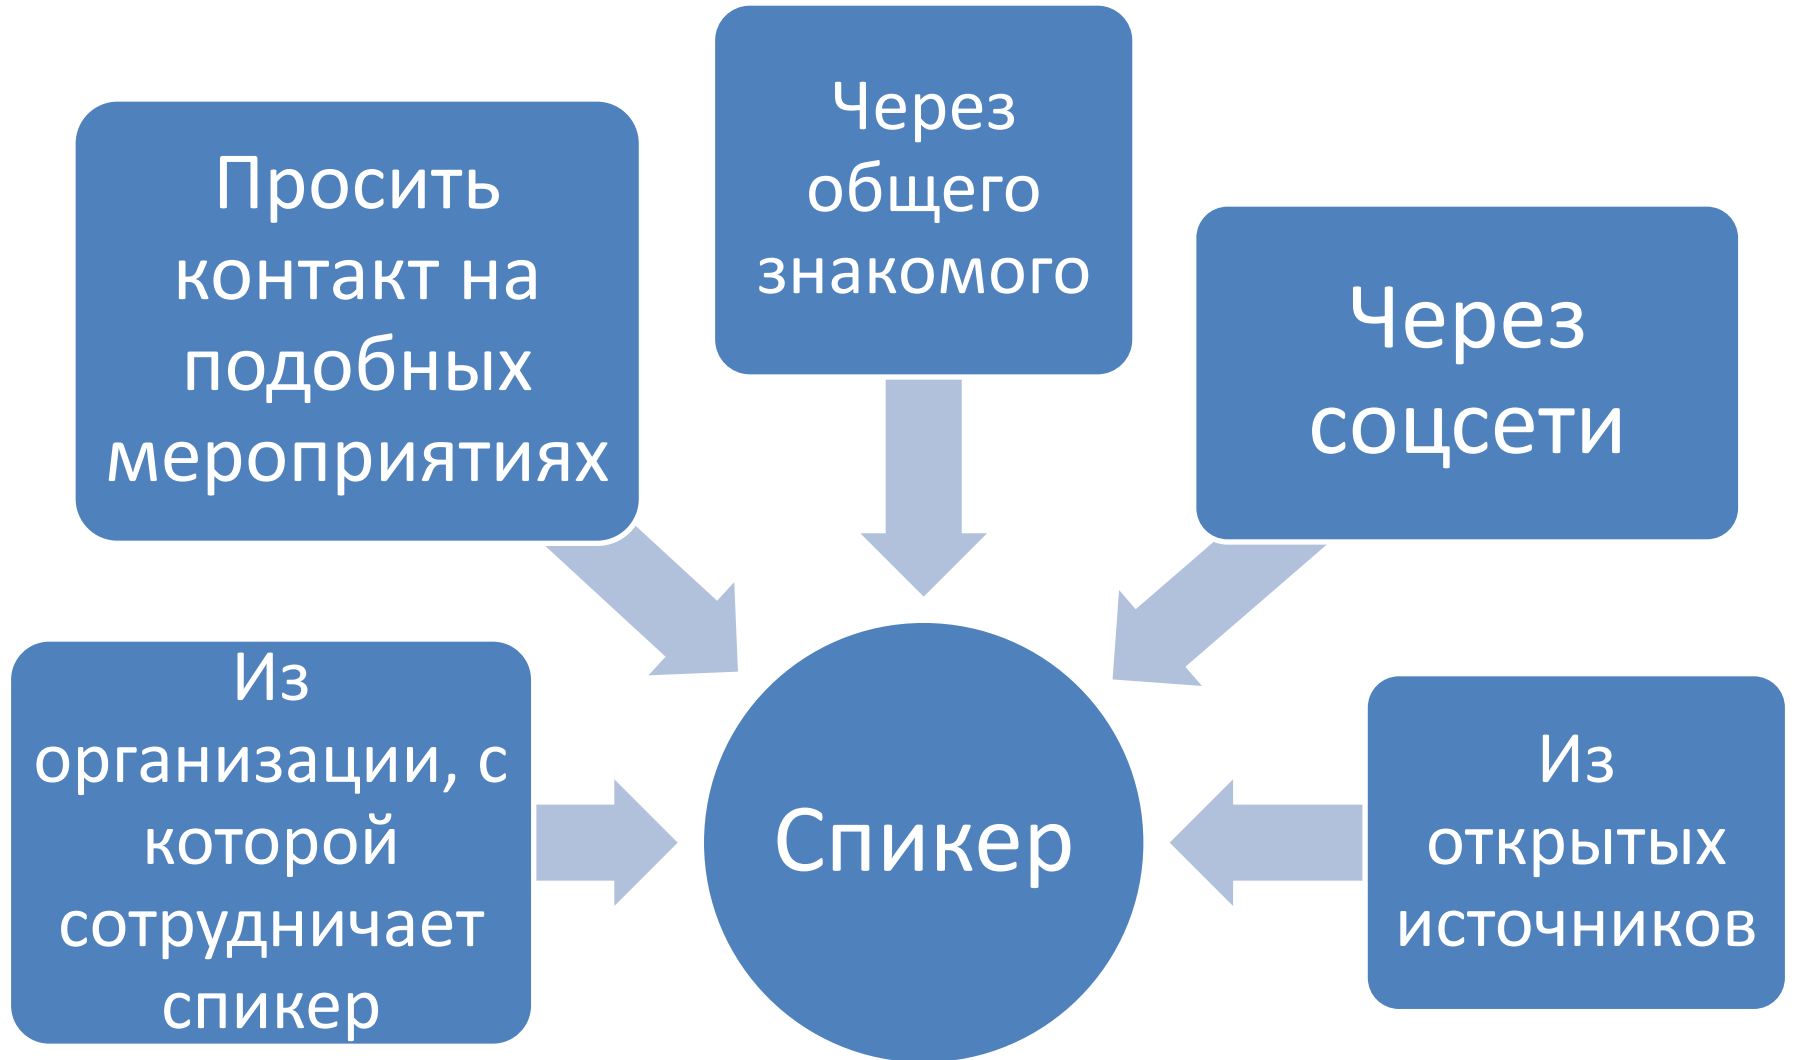 Через
общего
знакомого
Просить
контакт на
подобных
мероприятиях
Через
соцсети
Из
организации, с
которой
сотрудничает
спикер
Спикер
Из
открытых
источников